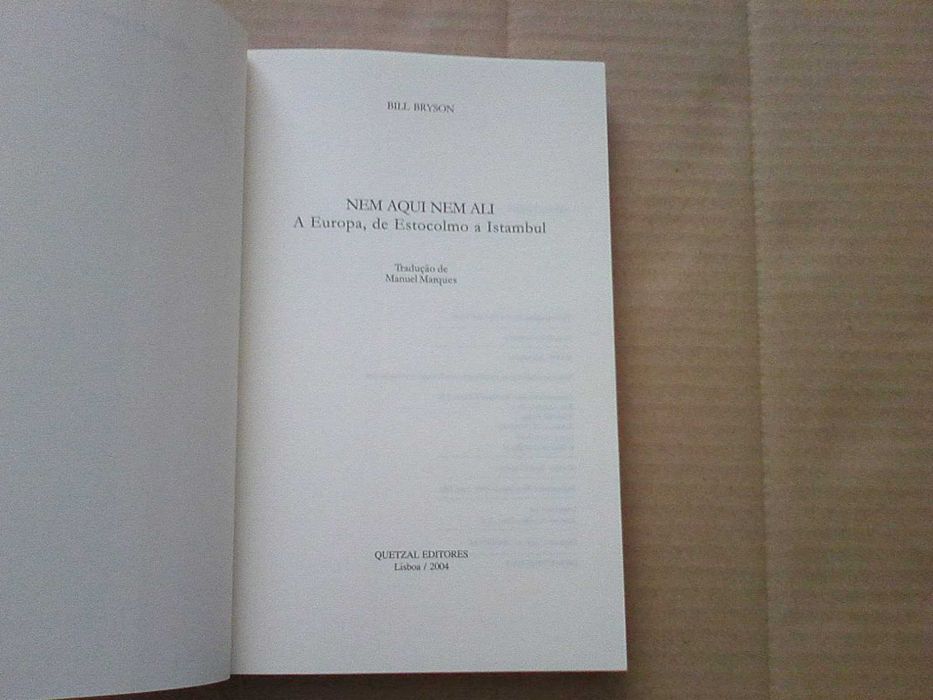 BILL BRYSON
NEM AQUI NEM ALI
A Europa, de Estocolmo a Istambul
Tradução de
Manuel Marques
QUETZAL EDITORES
Lisboa / 2004